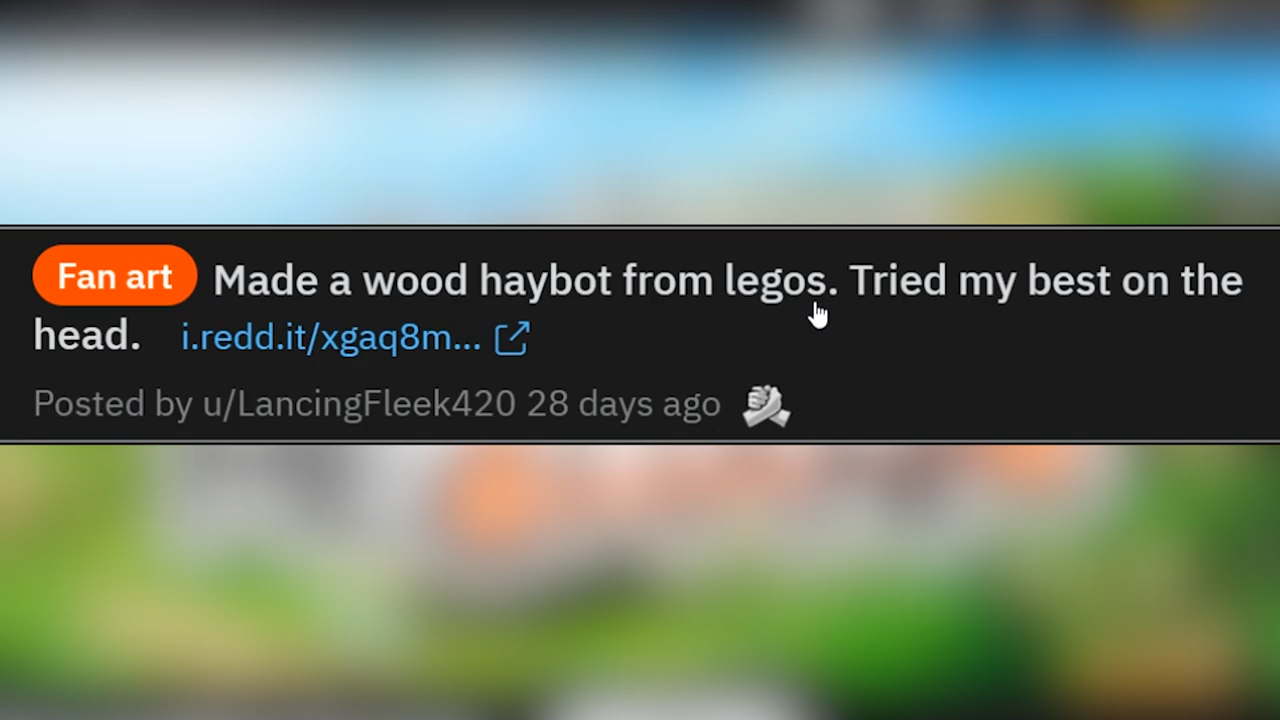 Fan art Made a wood haybot from legos. Tried my best on the
head. i.redd.it/xgaq8m...
Posted by u/LancingFleek420 28 days ago